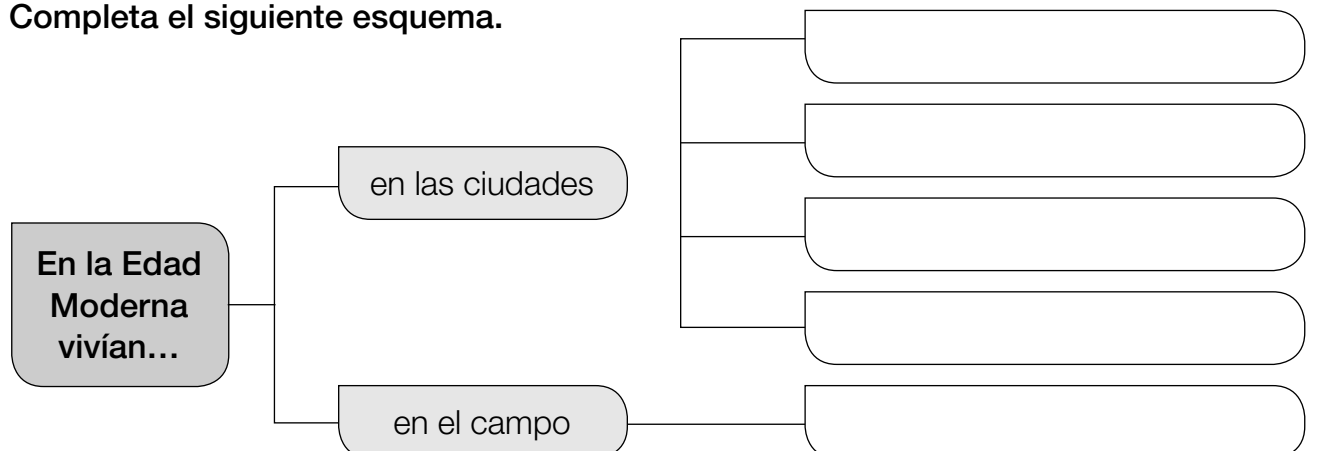 Completa el siguiente esquema.
en las ciudades
En la Edad
Moderna
vivían…
en el campo